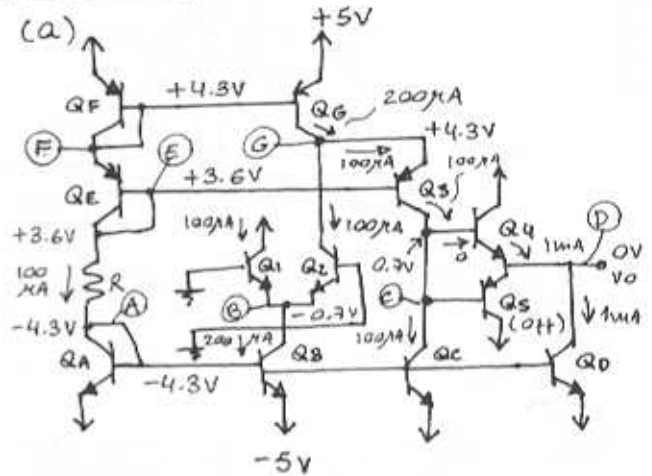 (a)
+5V
+4.3V
QF
QG
200μA
F
E
G
100μA
+4.3V
QE
+3.6V
Q3
100μA
+3.6V
100μA
100μA
Q4
D
0
1mA
0V
100μA
R
Q1
Q2
0.7V
Vo
A
B
-0.7V
E
Q5
(Off)
1mA
-4.3V
200μA
100μA
QA
QB
QC
QD
-4.3V
-5V